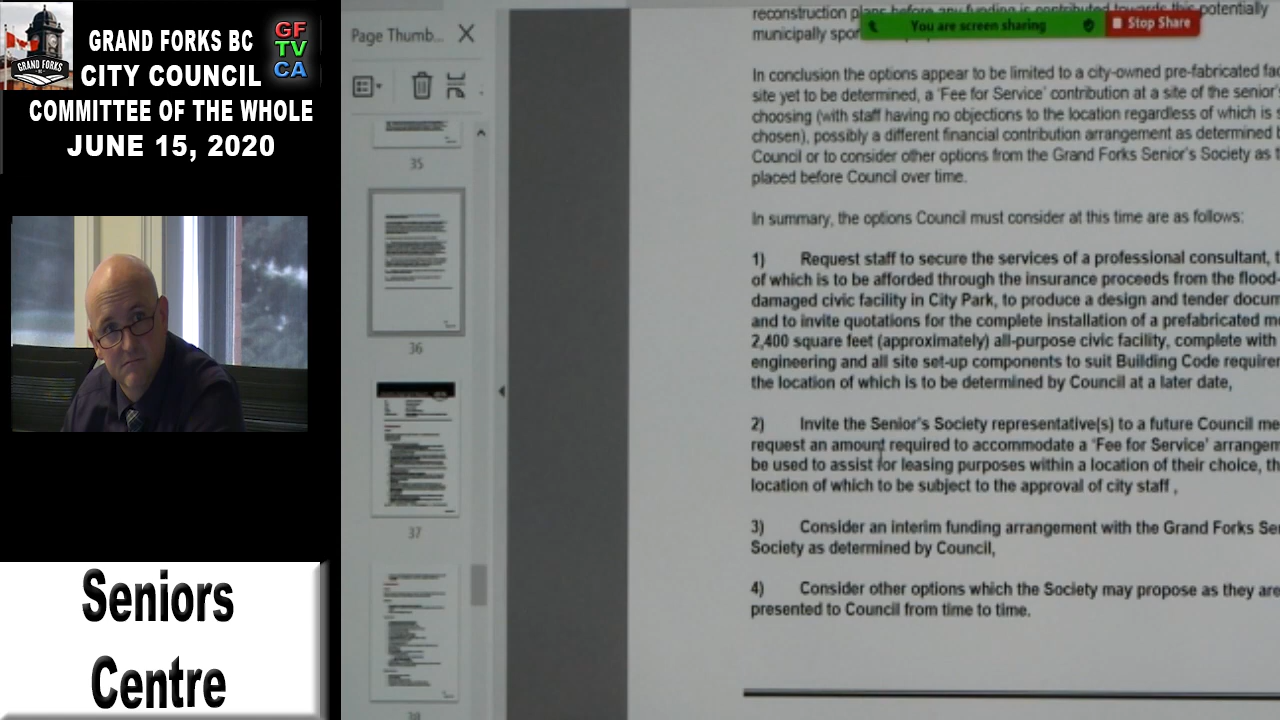 GRAND FORKS BC
CITY COUNCIL
COMMITTEE OF THE WHOLE
JUNE 15, 2020
GF
TV
CA
GRAND FORKS
Seniors
Centre
Page Thumb...
35
36
37
You are screen sharing
Stop Share
reconstruction plans before any funding is contributed towards this potentially
municipally spor
In conclusion the options appear to be limited to a city-owned pre-fabricated fac
site yet to be determined, a 'Fee for Service' contribution at a site of the senior's
choosing (with staff having no objections to the location regardless of which is s
chosen), possibly a different financial contribution arrangement as determined b
Council or to consider other options from the Grand Forks Senior's Society as t
placed before Council over time.
In summary, the options Council must consider at this time are as follows:
1) Request staff to secure the services of a professional consultant, t
of which is to be afforded through the insurance proceeds from the flood-
damaged civic facility in City Park, to produce a design and tender docum
and to invite quotations for the complete installation of a prefabricated mo
2,400 square feet (approximately) all-purpose civic facility, complete with
engineering and all site set-up components to suit Building Code requirem
the location of which is to be determined by Council at a later date,
2) Invite the Senior's Society representative(s) to a future Council me
request an amount required to accommodate a 'Fee for Service' arrangem
be used to assist for leasing purposes within a location of their choice, th
location of which to be subject to the approval of city staff ,
3) Consider an interim funding arrangement with the Grand Forks Sen
Society as determined by Council,
4) Consider other options which the Society may propose as they are
presented to Council from time to time.